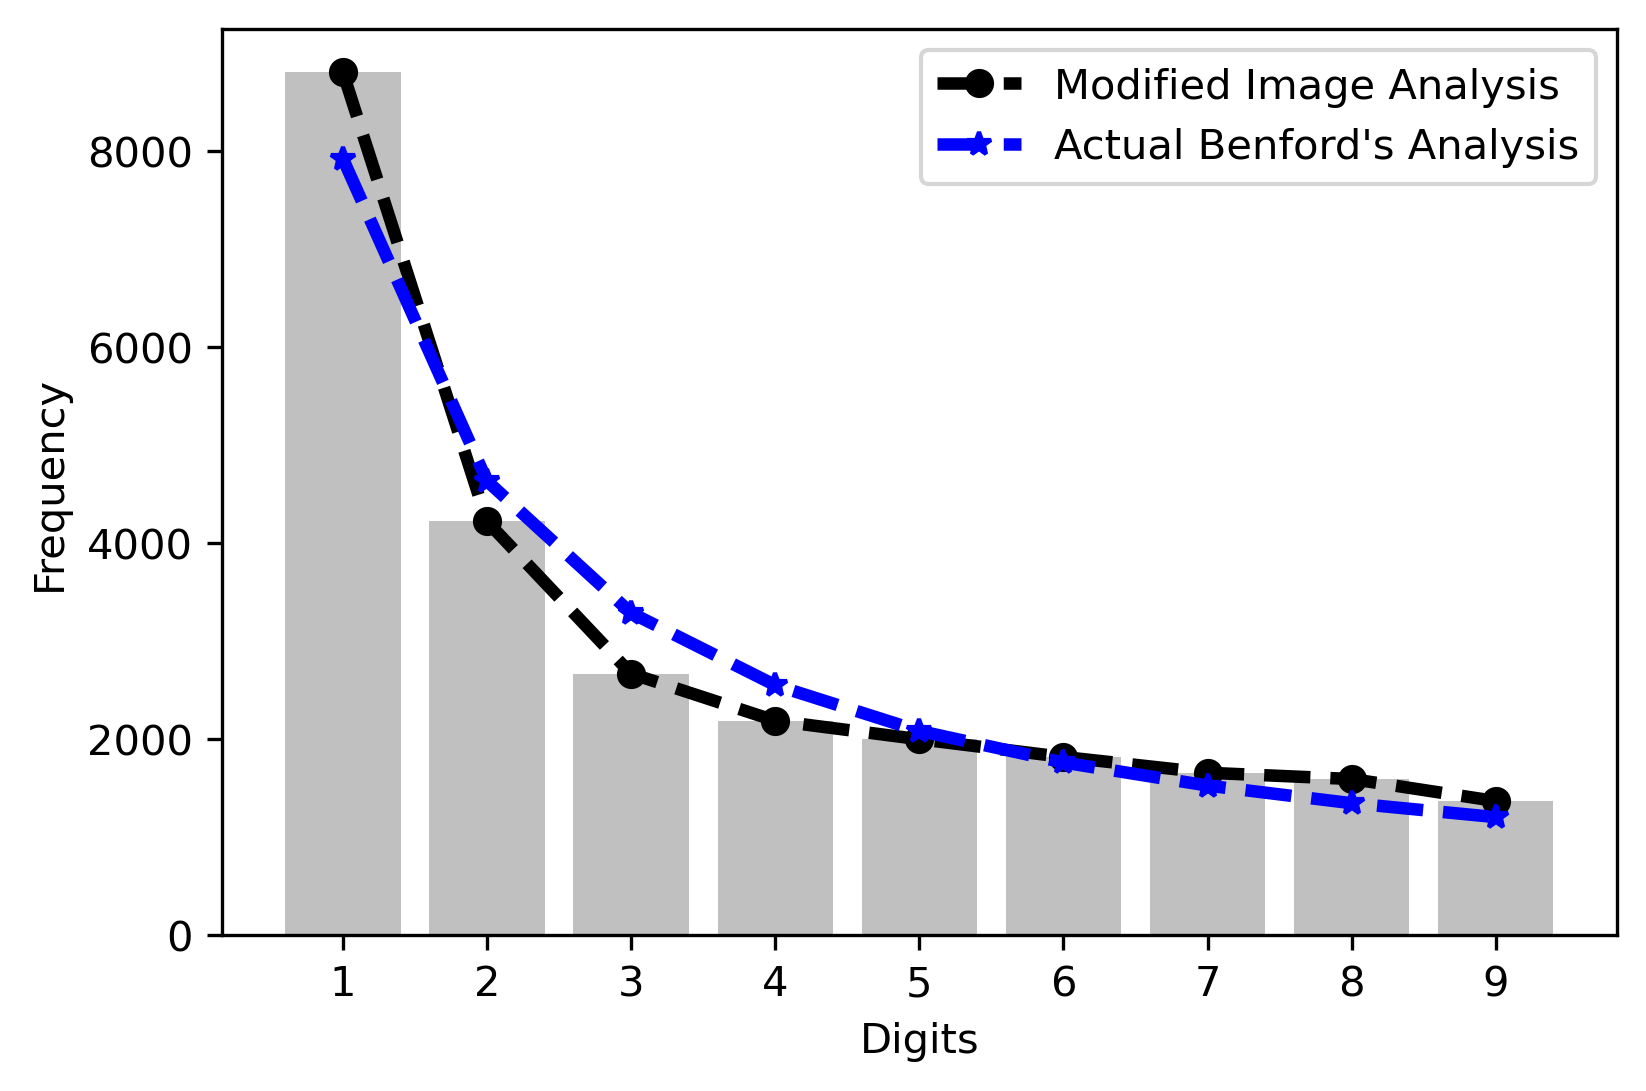 Modified Image Analysis
Actual Benford's Analysis
8000
6000
4000
2000
0
Frequency
1 2 3 4 5 6 7 8 9
Digits